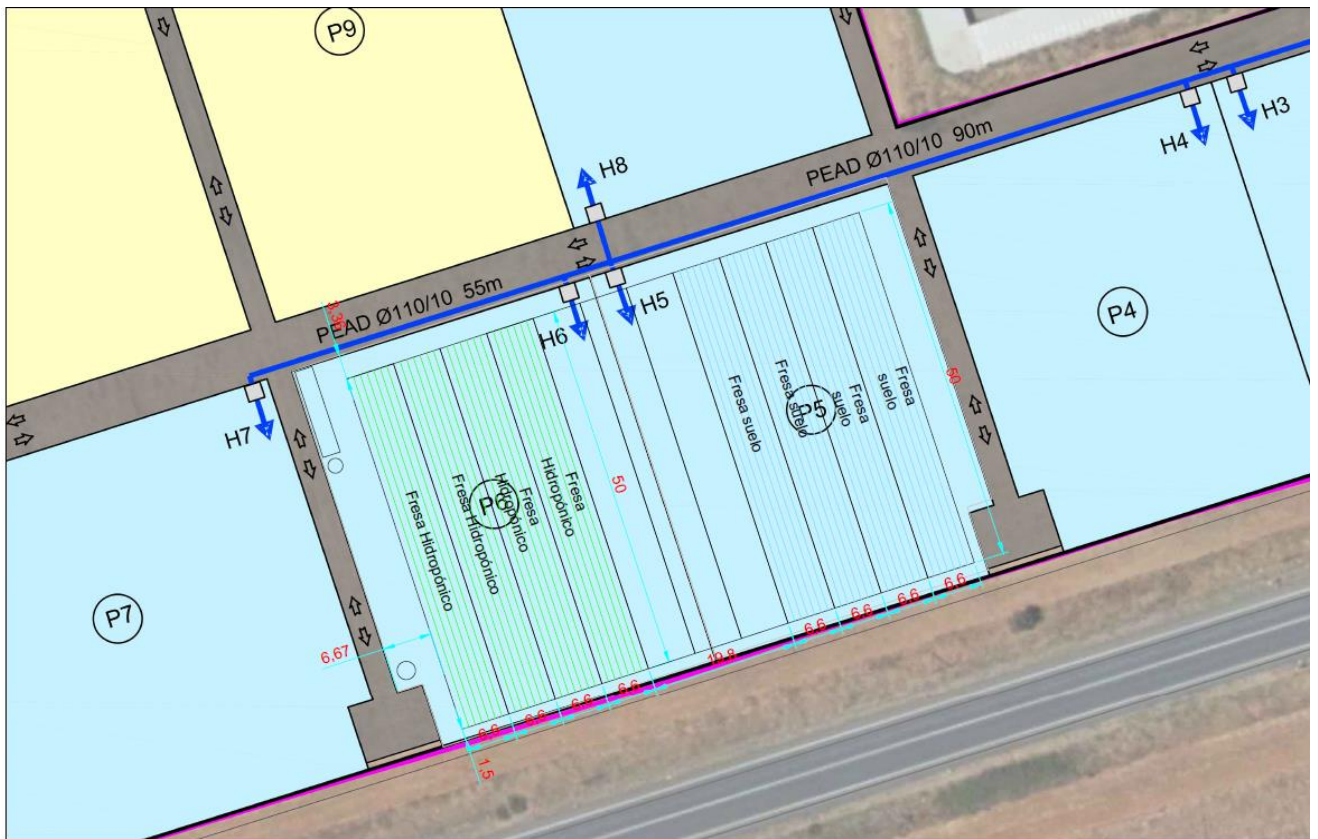 P9
H8
PEAD Ø110/10 90m
H4
H3
PEAD Ø110/10 55m
3,36
H6
H5
H7
P4
50
Fresa suelo
Fresa suelo
Fresa
suelo
Fresa
suelo
P5
50
Fresa Hidropónico
Fresa Hidropónico
Fresa
Hidropónico
Fresa
Hidropónico
P6
P7
6,67
6,6
6,6
6,6
6,6
19,8
6,6
6,6
6,6
6,6
1,5